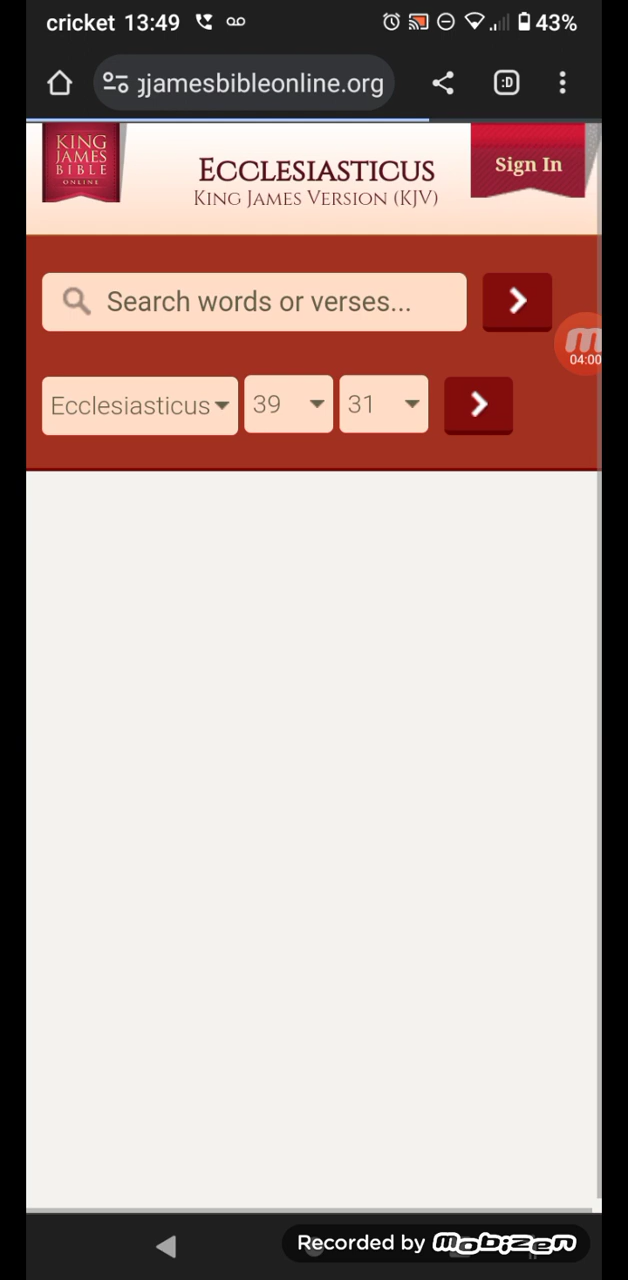 cricket 13:49 43%
:D
gjamesbibleonline.org
KING
JAMES
BIBLE
ONLINE
Ecclesiasticus
King James Version (KJV)
Sign In
Search words or verses...
04:00
Ecclesiasticus 39 31
Recorded by Mobizen